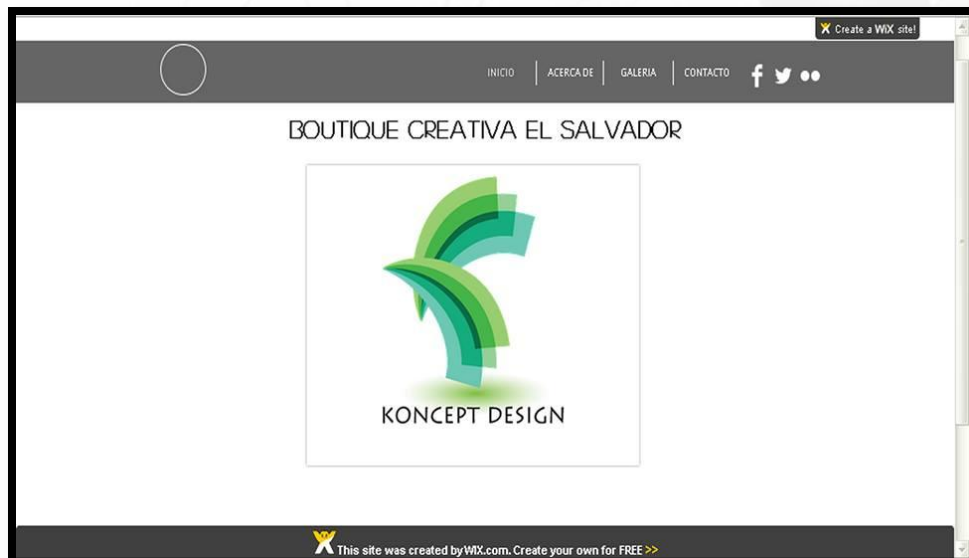 Create a WiX site!
INICIO ACERCA DE GALERIA CONTACTO
BOUTIQUE CREATIVA EL SALVADOR
KONCEPT DESIGN
This site was created by WIX.com. Create your own for FREE >>